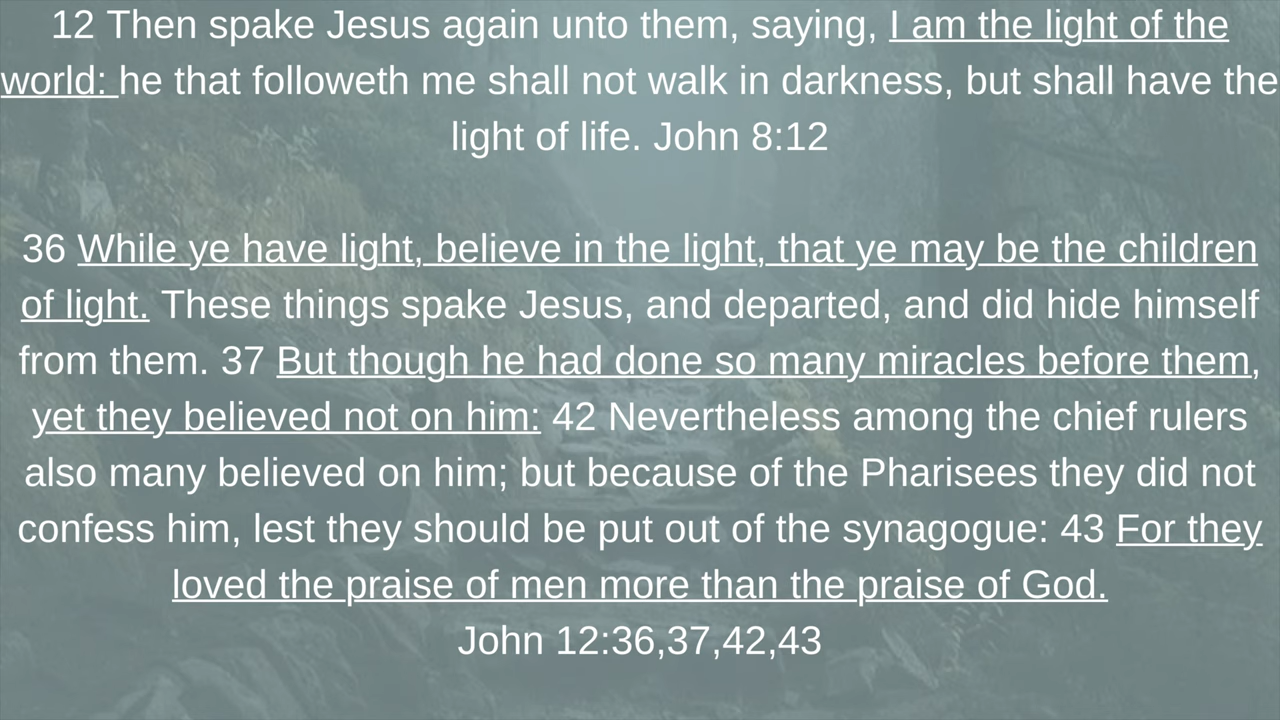 12 Then spake Jesus again unto them, saying, I am the light of the
world: he that followeth me shall not walk in darkness, but shall have the
light of life. John 8:12
36 While ye have light, believe in the light, that ye may be the children
of light. These things spake Jesus, and departed, and did hide himself
from them. 37 But though he had done so many miracles before them,
yet they believed not on him: 42 Nevertheless among the chief rulers
also many believed on him; but because of the Pharisees they did not
confess him, lest they should be put out of the synagogue: 43 For they
loved the praise of men more than the praise of God.
John 12:36,37,42,43